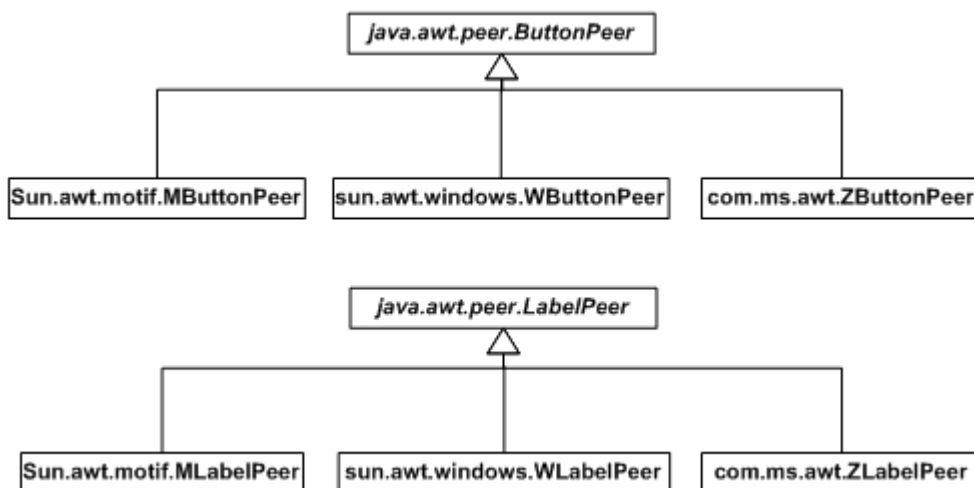 java.awt.peer.ButtonPeer
Sun.awt.motif.MButtonPeer
sun.awt.windows.WButtonPeer
com.ms.awt.ZButtonPeer
java.awt.peer.LabelPeer
Sun.awt.motif.MLabelPeer
sun.awt.windows.WLabelPeer
com.ms.awt.ZLabelPeer